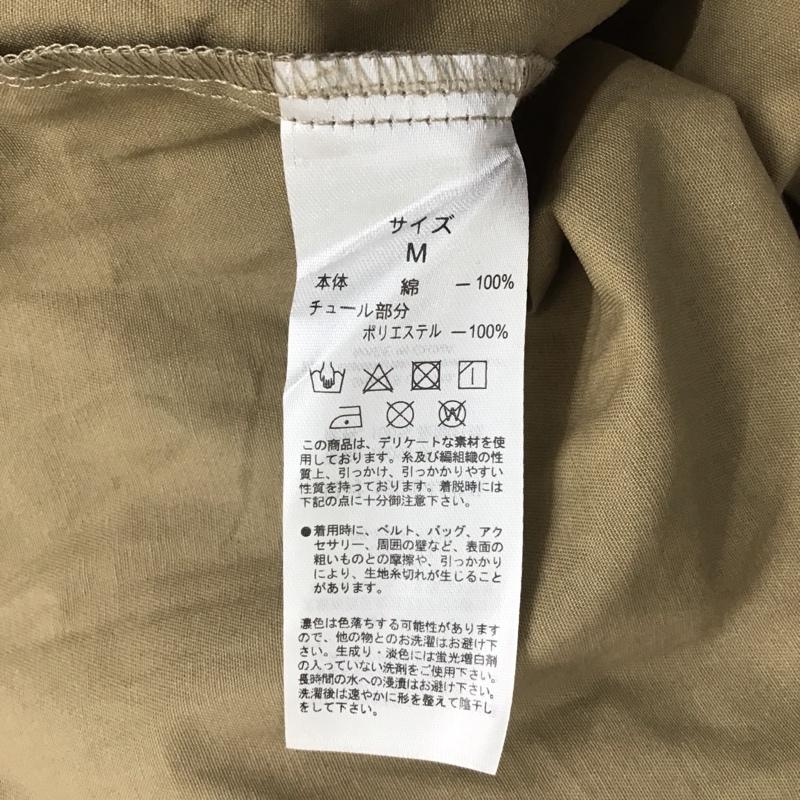 サイズ
M
本体 綿 －100%
チュール部分
ポリエステル －100%
この商品は、デリケートな素材を使
用しております。糸及び編組織の性
質上、引っかけ、引っかかりやすい
性質を持っております。着脱時には
下記の点に十分御注意下さい。
●着用時に、ベルト、バッグ、アク
セサリー、周囲の壁など、表面の
粗いものとの摩擦や、引っかかり
により、生地糸切れが生じること
があります。
濃色は色落ちする可能性があります
ので、他の物とのお洗濯はお避け下
さい。生成り・淡色には蛍光増白剤
の入っていない洗剤をご使用下さい。
長時間の水への浸漬はお避け下さい。
洗濯後は速やかに形を整えて陰干し
をして下さい。